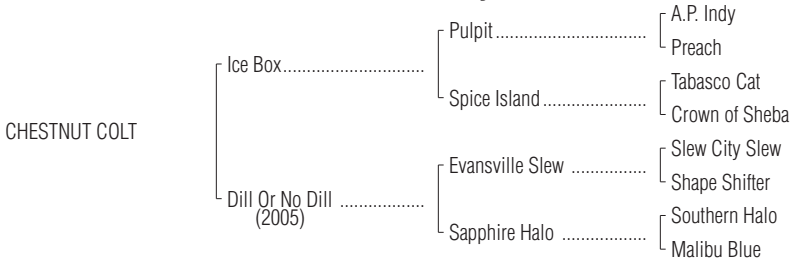 A.P. Indy
Pulpit..............................
Preach
Ice Box............................
Tabasco Cat
Spice Island.....................
Crown of Sheba
CHESTNUT COLT
Slew City Slew
Evansville Slew ...............
Shape Shifter
Dill Or No Dill .................
(2005)
Southern Halo
Sapphire Halo .................
Malibu Blue